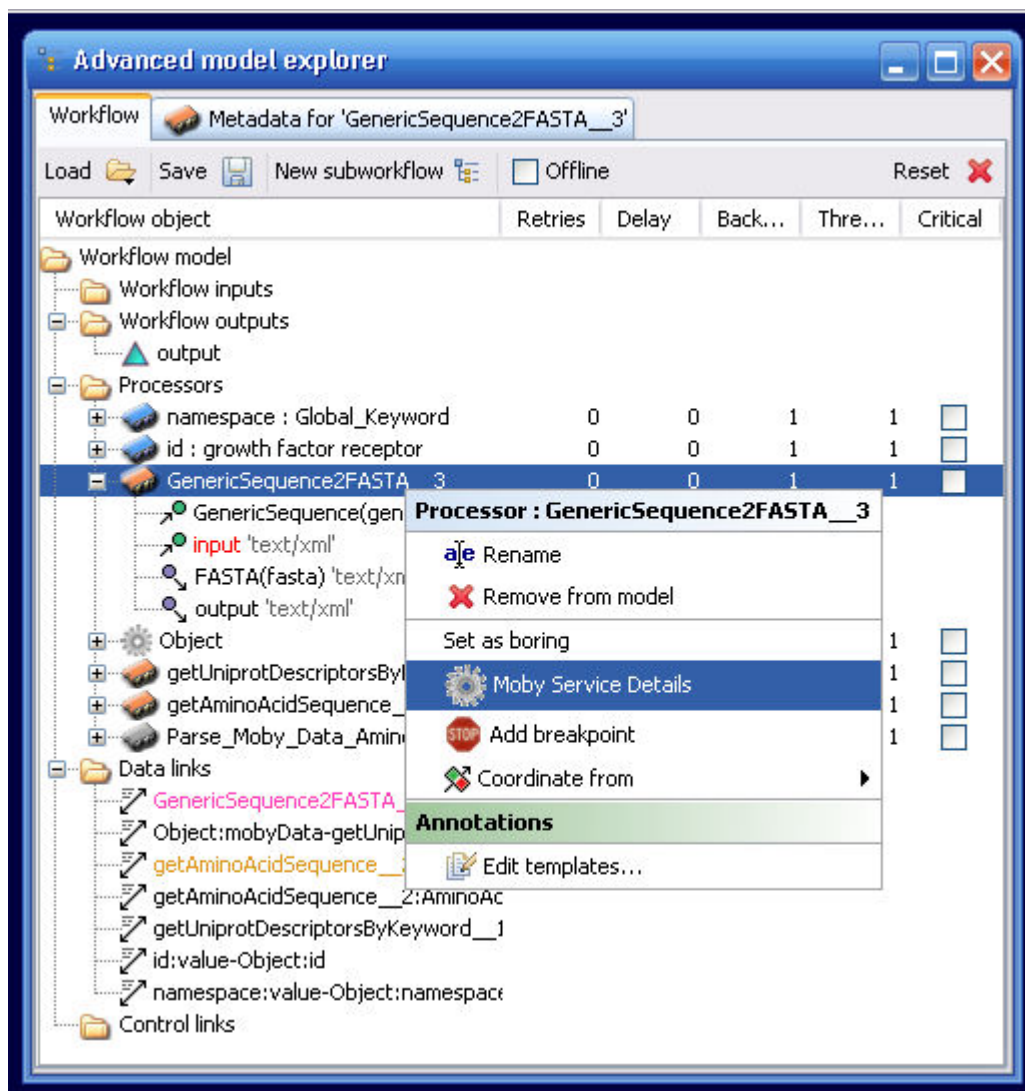 Advanced model explorer
Workflow Metadata for 'GenericSequence2FASTA__3'
Load Save New subworkflow Offline Reset
Workflow object Retries Delay Back... Thre... Critical
Workflow model
Workflow inputs
Workflow outputs
output
Processors
namespace : Global_Keyword 0 0 1 1
id : growth factor receptor 0 0 1 1
GenericSequence2FASTA__3 0 0 1 1
GenericSequence(gen
input 'text/xml'
FASTA(fasta) 'text/xm
output 'text/xml'
Object 1
getUniprotDescriptorsByK 1
getAminoAcidSequence_ 1
Parse_Moby_Data_Amin 1
Data links
GenericSequence2FASTA_
Object:mobyData-getUnip
getAminoAcidSequence__2
getAminoAcidSequence__2:AminoAc
getUniprotDescriptorsByKeyword__1
id:value-Object:id
namespace:value-Object:namespace
Control links
Processor : GenericSequence2FASTA__3
a e Rename
Remove from model
Set as boring
Moby Service Details
STOP Add breakpoint
Coordinate from
Annotations
Edit templates...